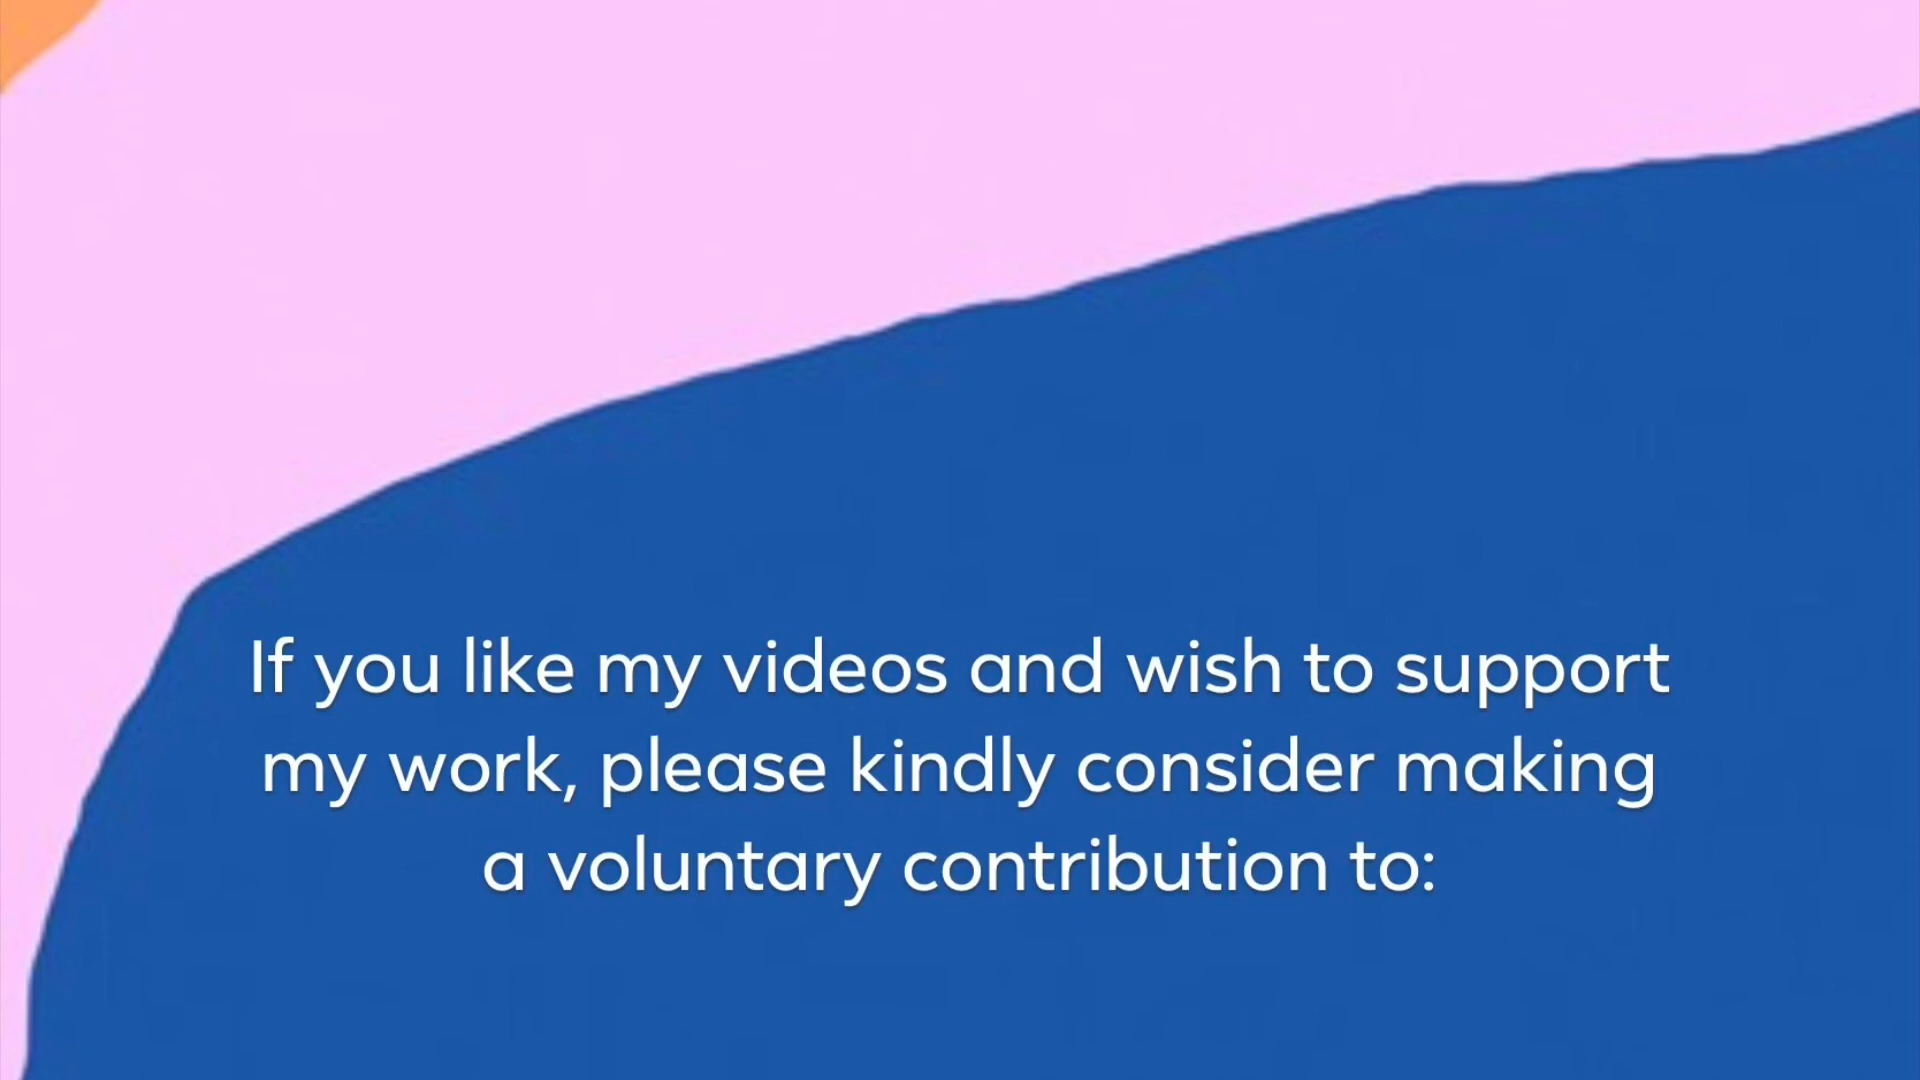 If you like my videos and wish to support
my work, please kindly consider making
a voluntary contribution to: